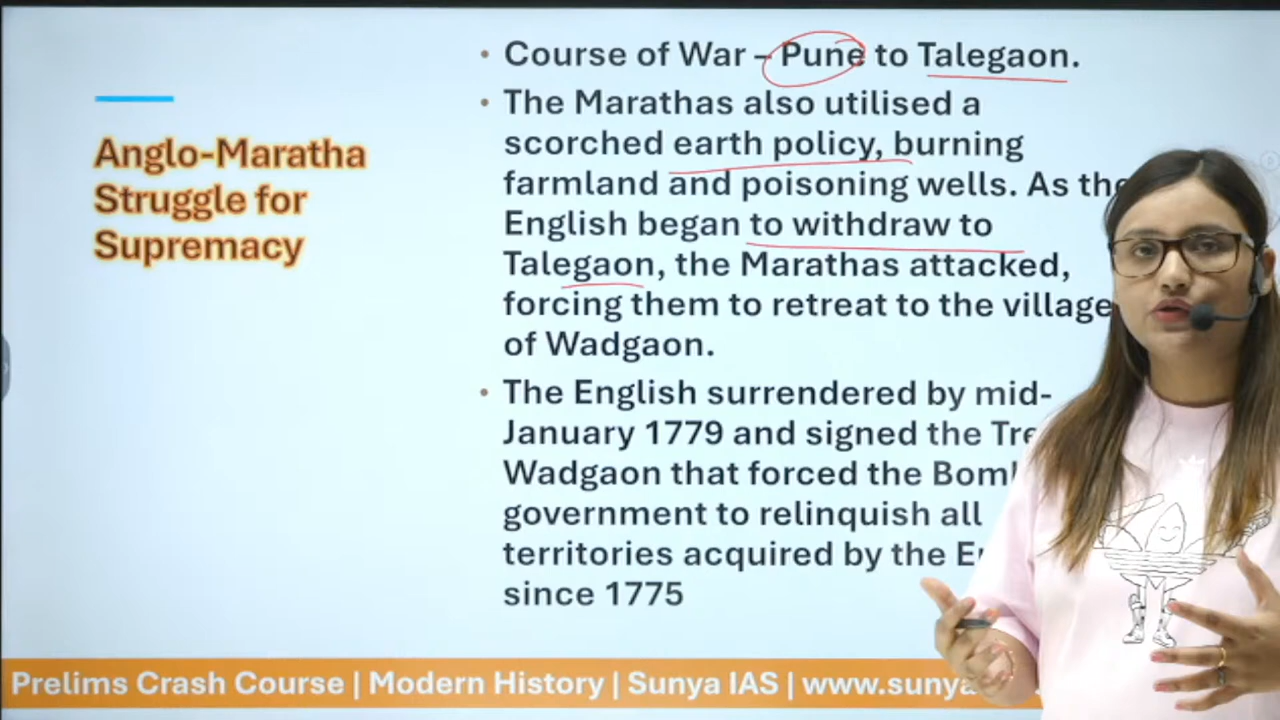 Anglo-Maratha
Struggle for
Supremacy
• Course of War – Pune to Talegaon.
• The Marathas also utilised a
scorched earth policy, burning
farmland and poisoning wells. As the
English began to withdraw to
Talegaon, the Marathas attacked,
forcing them to retreat to the village
of Wadgaon.
• The English surrendered by mid-
January 1779 and signed the
Wadgaon that forced the
government to relinquish all
territories acquired by the
since 1775
Prelims Crash Course | Modern History | Sunya IAS |